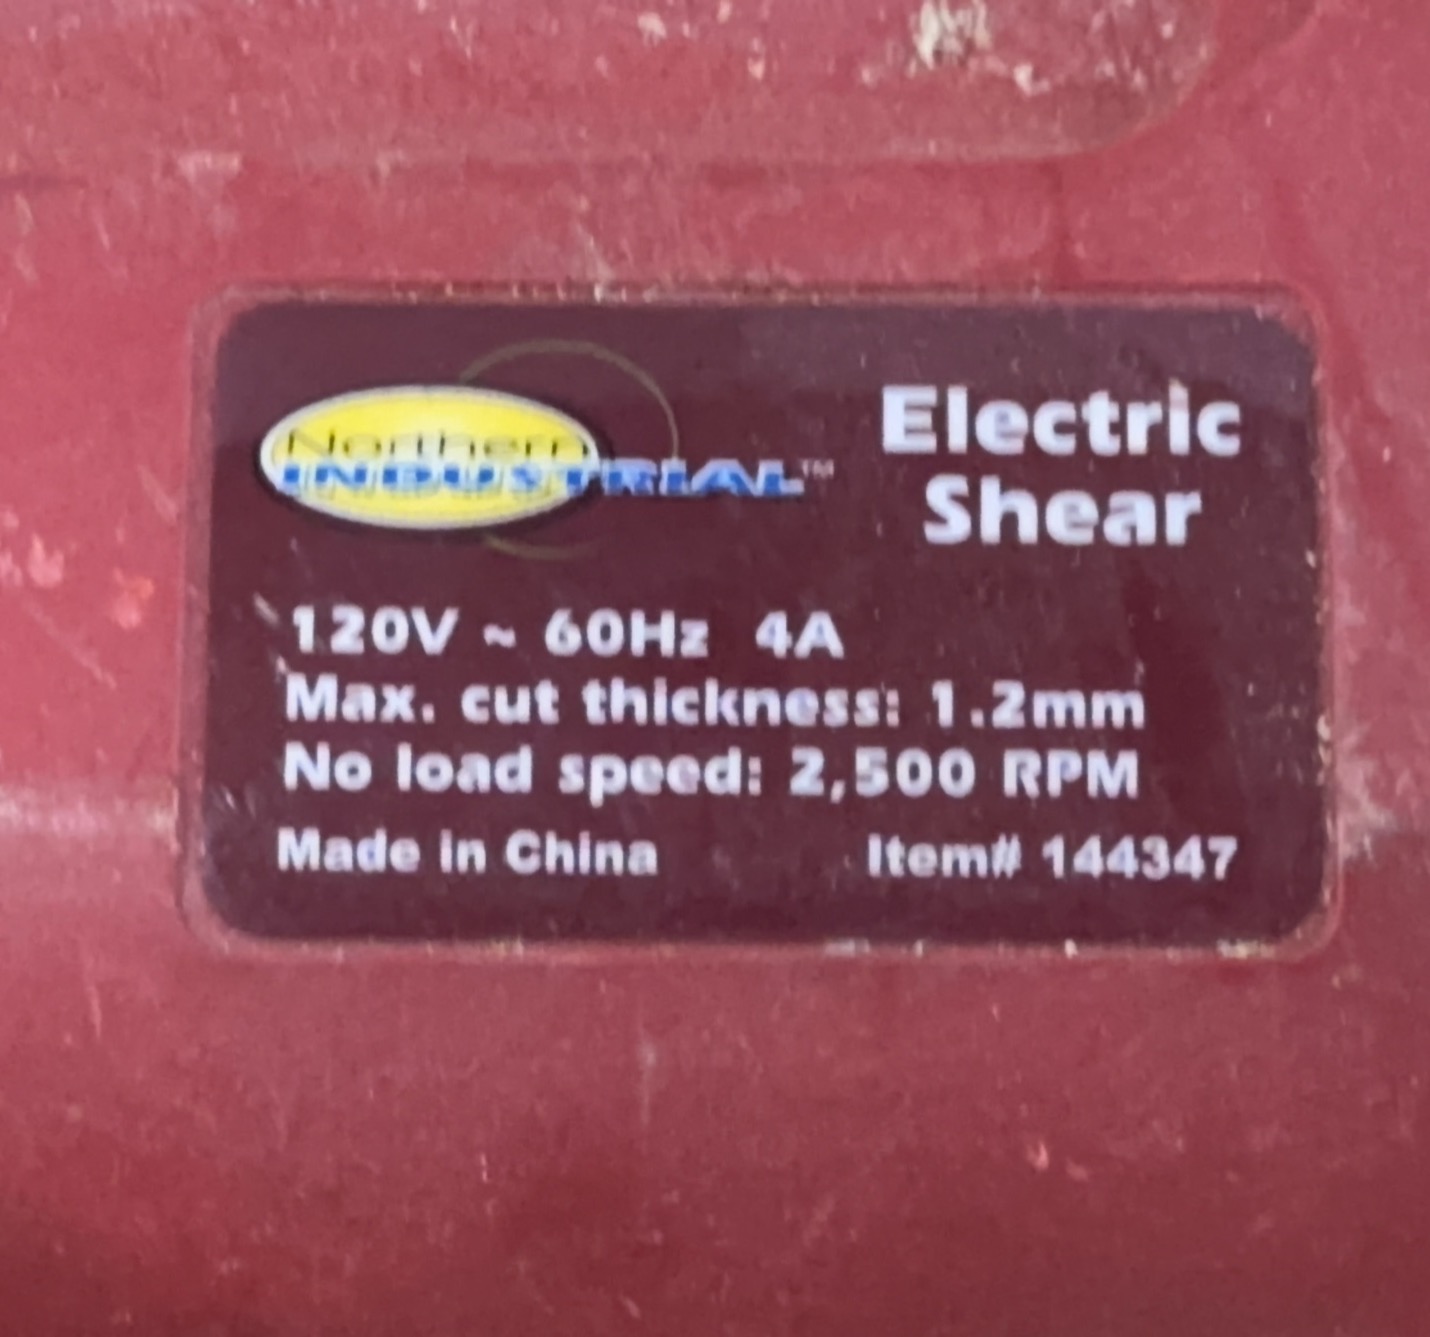 Northern
INDUSTRIAL™
Electric
Shear
120V ~ 60Hz 4A
Max. cut thickness: 1.2mm
No load speed: 2,500 RPM
Made in China Item# 144347